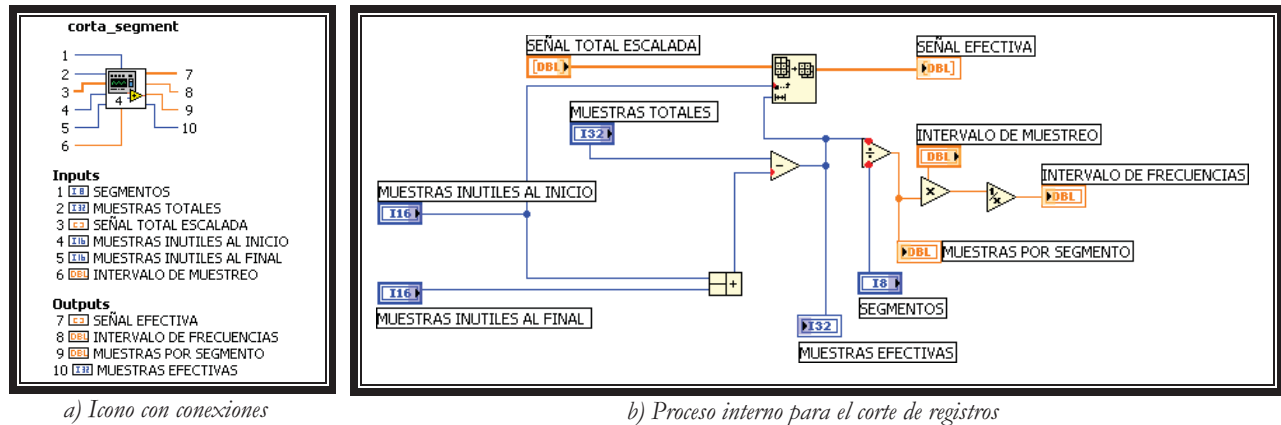 corta_segment
1
2
3
4
5
6
7
8
9
10
4
Inputs
1 I8 SEGMENTOS
2 I32 MUESTRAS TOTALES
3 SEÑAL TOTAL ESCALADA
4 I16 MUESTRAS INUTILES AL INICIO
5 I16 MUESTRAS INUTILES AL FINAL
6 DBL INTERVALO DE MUESTREO
Outputs
7 SEÑAL EFECTIVA
8 DBL INTERVALO DE FRECUENCIAS
9 DBL MUESTRAS POR SEGMENTO
10 I32 MUESTRAS EFECTIVAS
a) Icono con conexiones
SEÑAL TOTAL ESCALADA
[DBL]
SEÑAL EFECTIVA
[DBL]
MUESTRAS TOTALES
I32
INTERVALO DE MUESTREO
DBL
INTERVALO DE FRECUENCIAS
DBL
MUESTRAS INUTILES AL INICIO
I16
÷
−
×
1/x
DBL
MUESTRAS POR SEGMENTO
I16
MUESTRAS INUTILES AL FINAL
+
I8
SEGMENTOS
I32
MUESTRAS EFECTIVAS
b) Proceso interno para el corte de registros